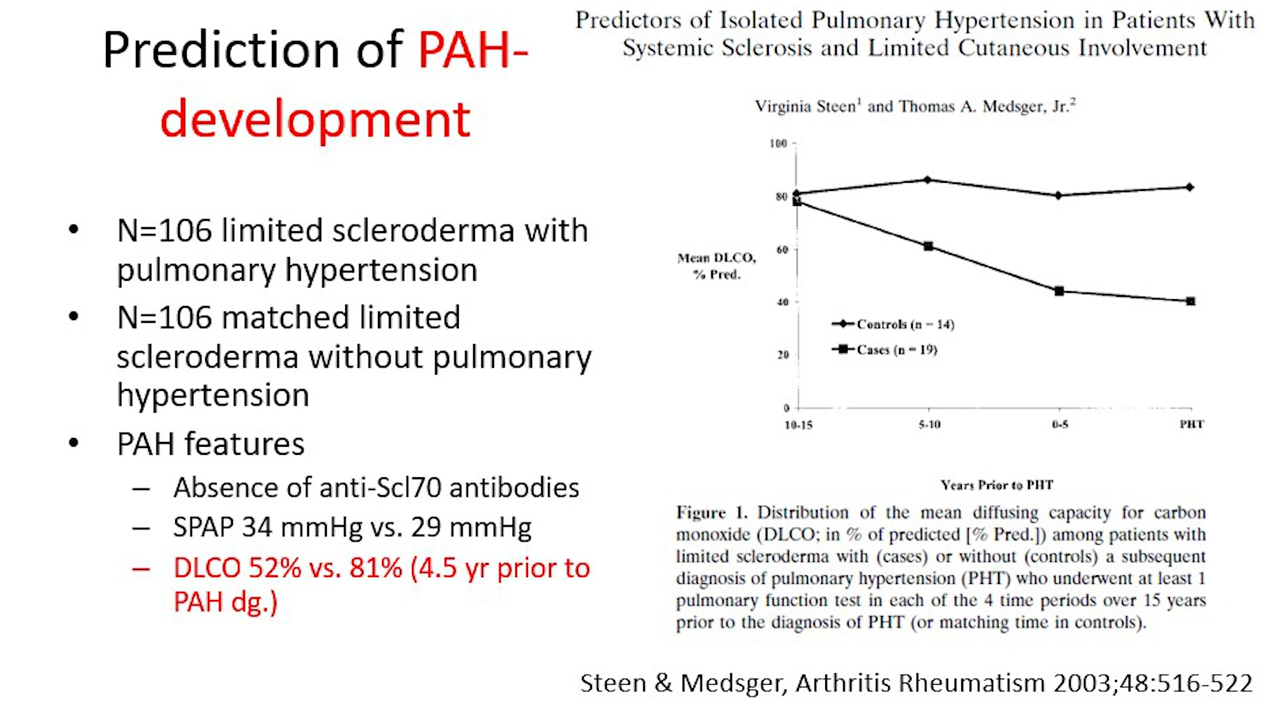 Prediction of PAH-
development
• N=106 limited scleroderma with
pulmonary hypertension
• N=106 matched limited
scleroderma without pulmonary
hypertension
• PAH features
– Absence of anti-Scl70 antibodies
– SPAP 34 mmHg vs. 29 mmHg
– DLCO 52% vs. 81% (4.5 yr prior to
PAH dg.)
Predictors of Isolated Pulmonary Hypertension in Patients With
Systemic Sclerosis and Limited Cutaneous Involvement
Virginia Steen1 and Thomas A. Medsger, Jr.2
100
80
60
40
20
0
Mean DLCO,
% Pred.
Controls (n = 14)
Cases (n = 19)
10-15 5-10 0-5 PHT
Years Prior to PHT
Figure 1. Distribution of the mean diffusing capacity for carbon
monoxide (DLCO; in % of predicted [% Pred.]) among patients with
limited scleroderma with (cases) or without (controls) a subsequent
diagnosis of pulmonary hypertension (PHT) who underwent at least 1
pulmonary function test in each of the 4 time periods over 15 years
prior to the diagnosis of PHT (or matching time in controls).
Steen & Medsger, Arthritis Rheumatism 2003;48:516-522